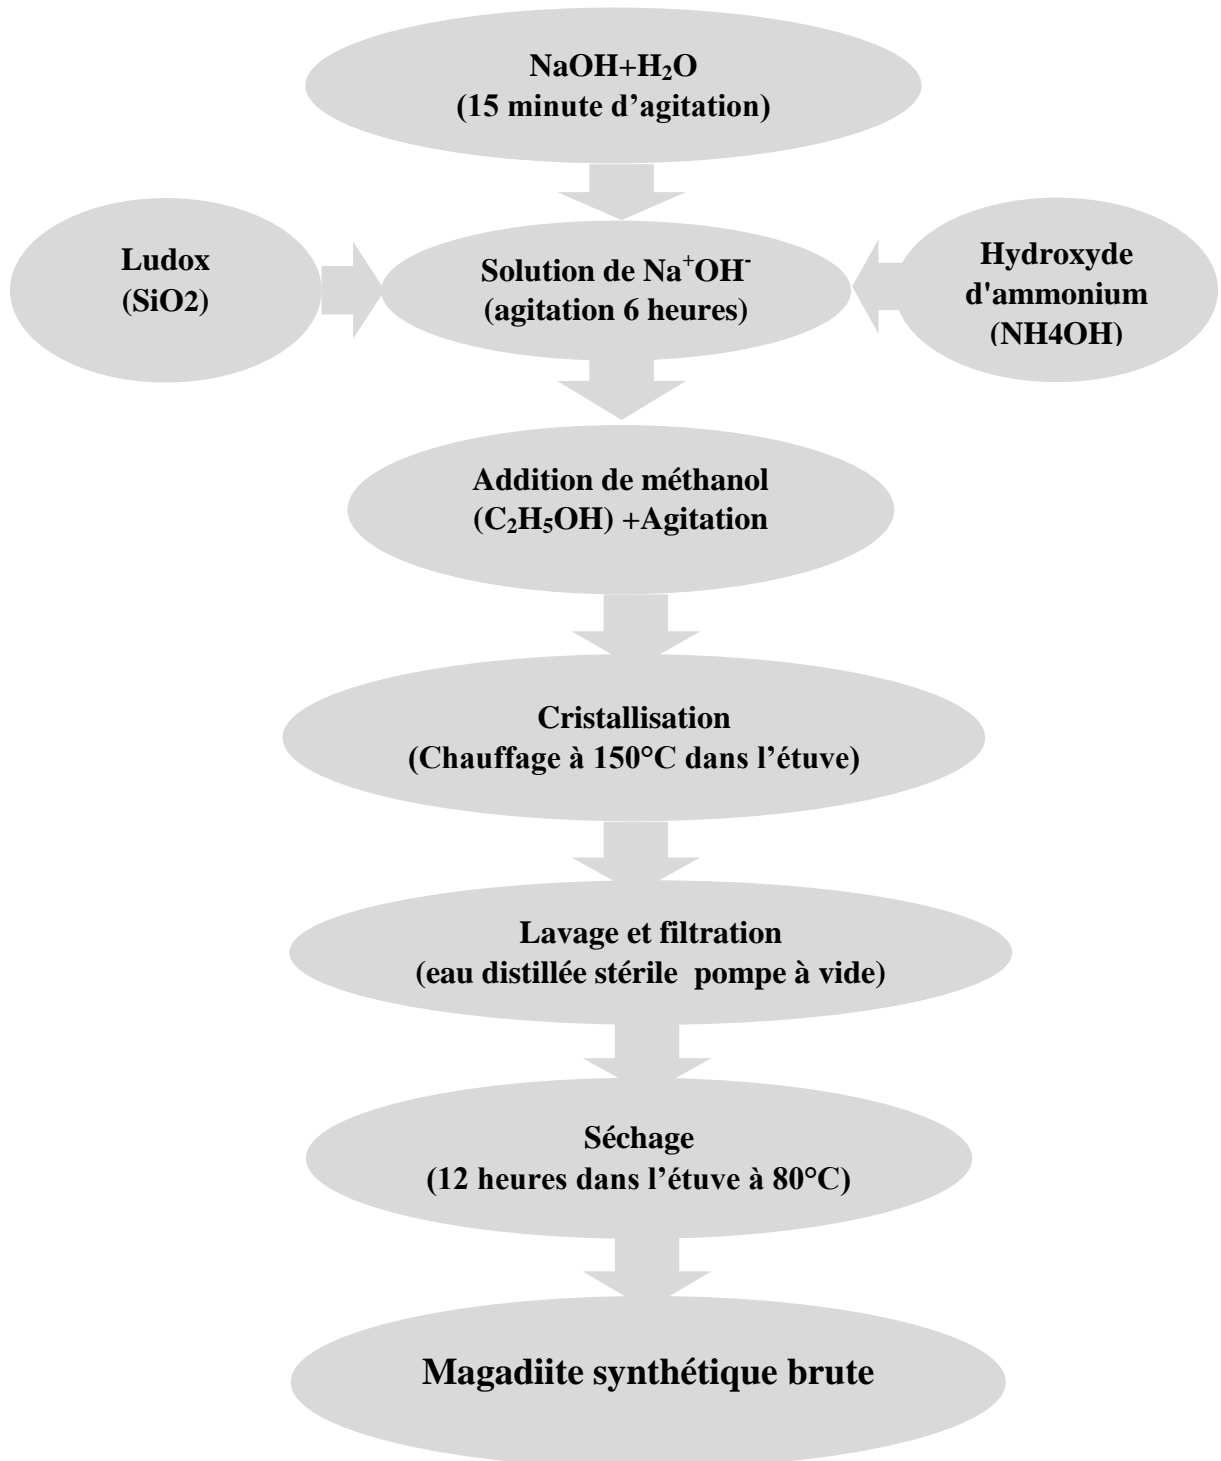 NaOH+H₂O
(15 minute d’agitation)
Ludox
(SiO2)
Solution de Na⁺OH⁻
(agitation 6 heures)
Hydroxyde
d'ammonium
(NH4OH)
Addition de méthanol
(C₂H₅OH) +Agitation
Cristallisation
(Chauffage à 150°C dans l’étuve)
Lavage et filtration
(eau distillée stérile  pompe à vide)
Séchage
(12 heures dans l’étuve à 80°C)
Magadiite synthétique brute